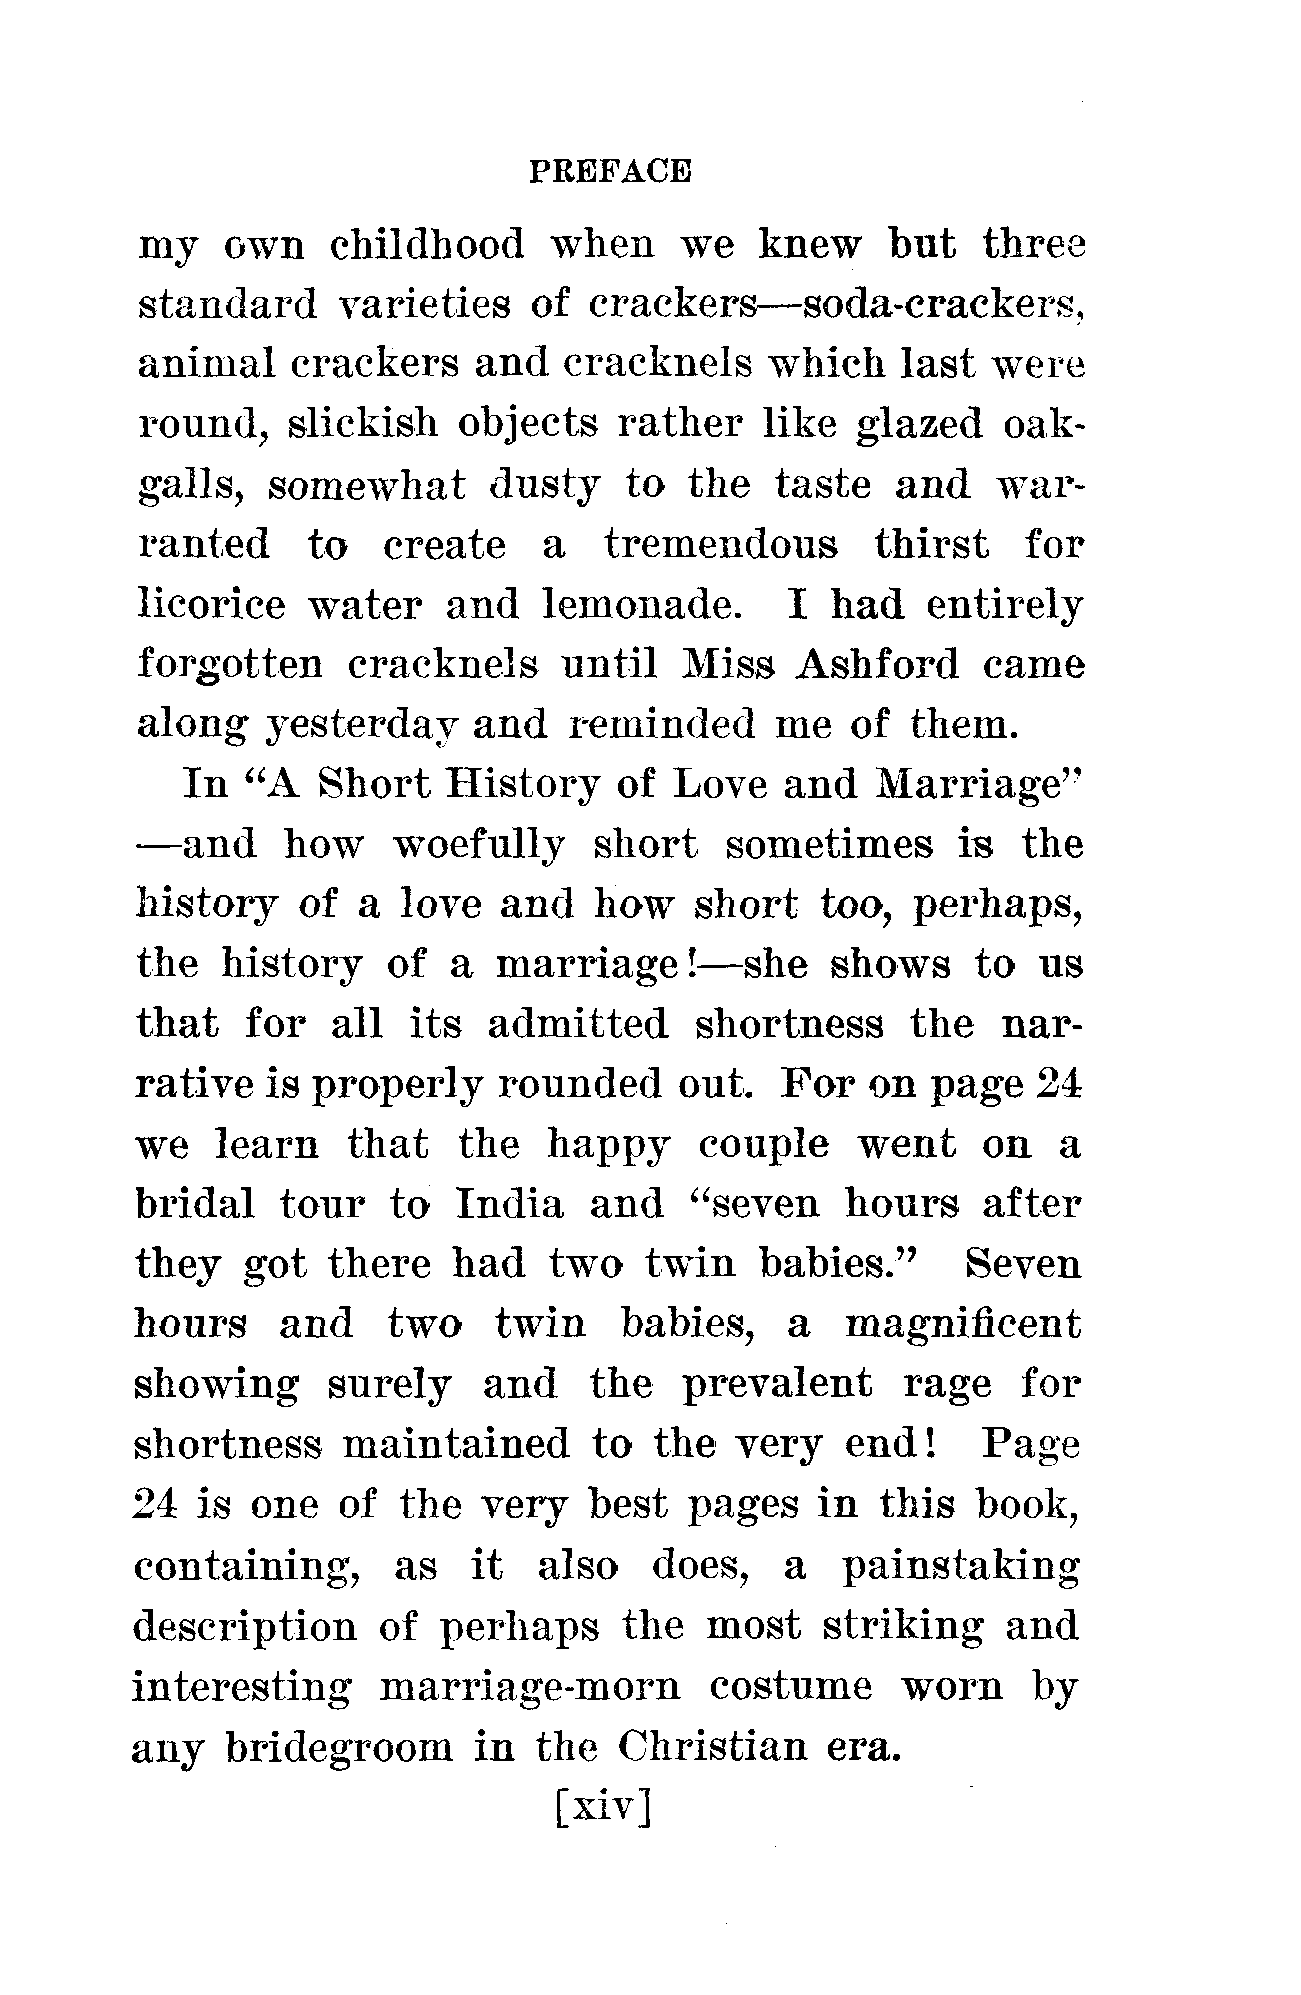 PREFACE
my own childhood when we knew but three
standard varieties of crackers—soda-crackers,
animal crackers and cracknels which last were
round, slickish objects rather like glazed oak-
galls, somewhat dusty to the taste and war-
ranted to create a tremendous thirst for
licorice water and lemonade. I had entirely
forgotten cracknels until Miss Ashford came
along yesterday and reminded me of them.
In “A Short History of Love and Marriage”
—and how woefully short sometimes is the
history of a love and how short too, perhaps,
the history of a marriage!—she shows to us
that for all its admitted shortness the nar-
rative is properly rounded out. For on page 24
we learn that the happy couple went on a
bridal tour to India and “seven hours after
they got there had two twin babies.” Seven
hours and two twin babies, a magnificent
showing surely and the prevalent rage for
shortness maintained to the very end! Page
24 is one of the very best pages in this book,
containing, as it also does, a painstaking
description of perhaps the most striking and
interesting marriage-morn costume worn by
any bridegroom in the Christian era.
[xiv]